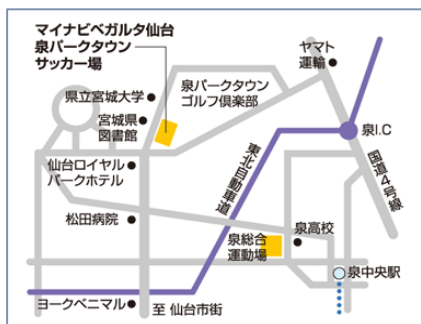 マイナビベガルタ仙台
泉パークタウン
サッカー場
ヤマト
運輸
県立宮城大学
泉パークタウン
ゴルフ倶楽部
宮城県
図書館
泉I.C
東北自動車道
国道4号線
仙台ロイヤル
パークホテル
松田病院
泉高校
泉総合
運動場
泉中央駅
ヨークベニマル
至 仙台市街